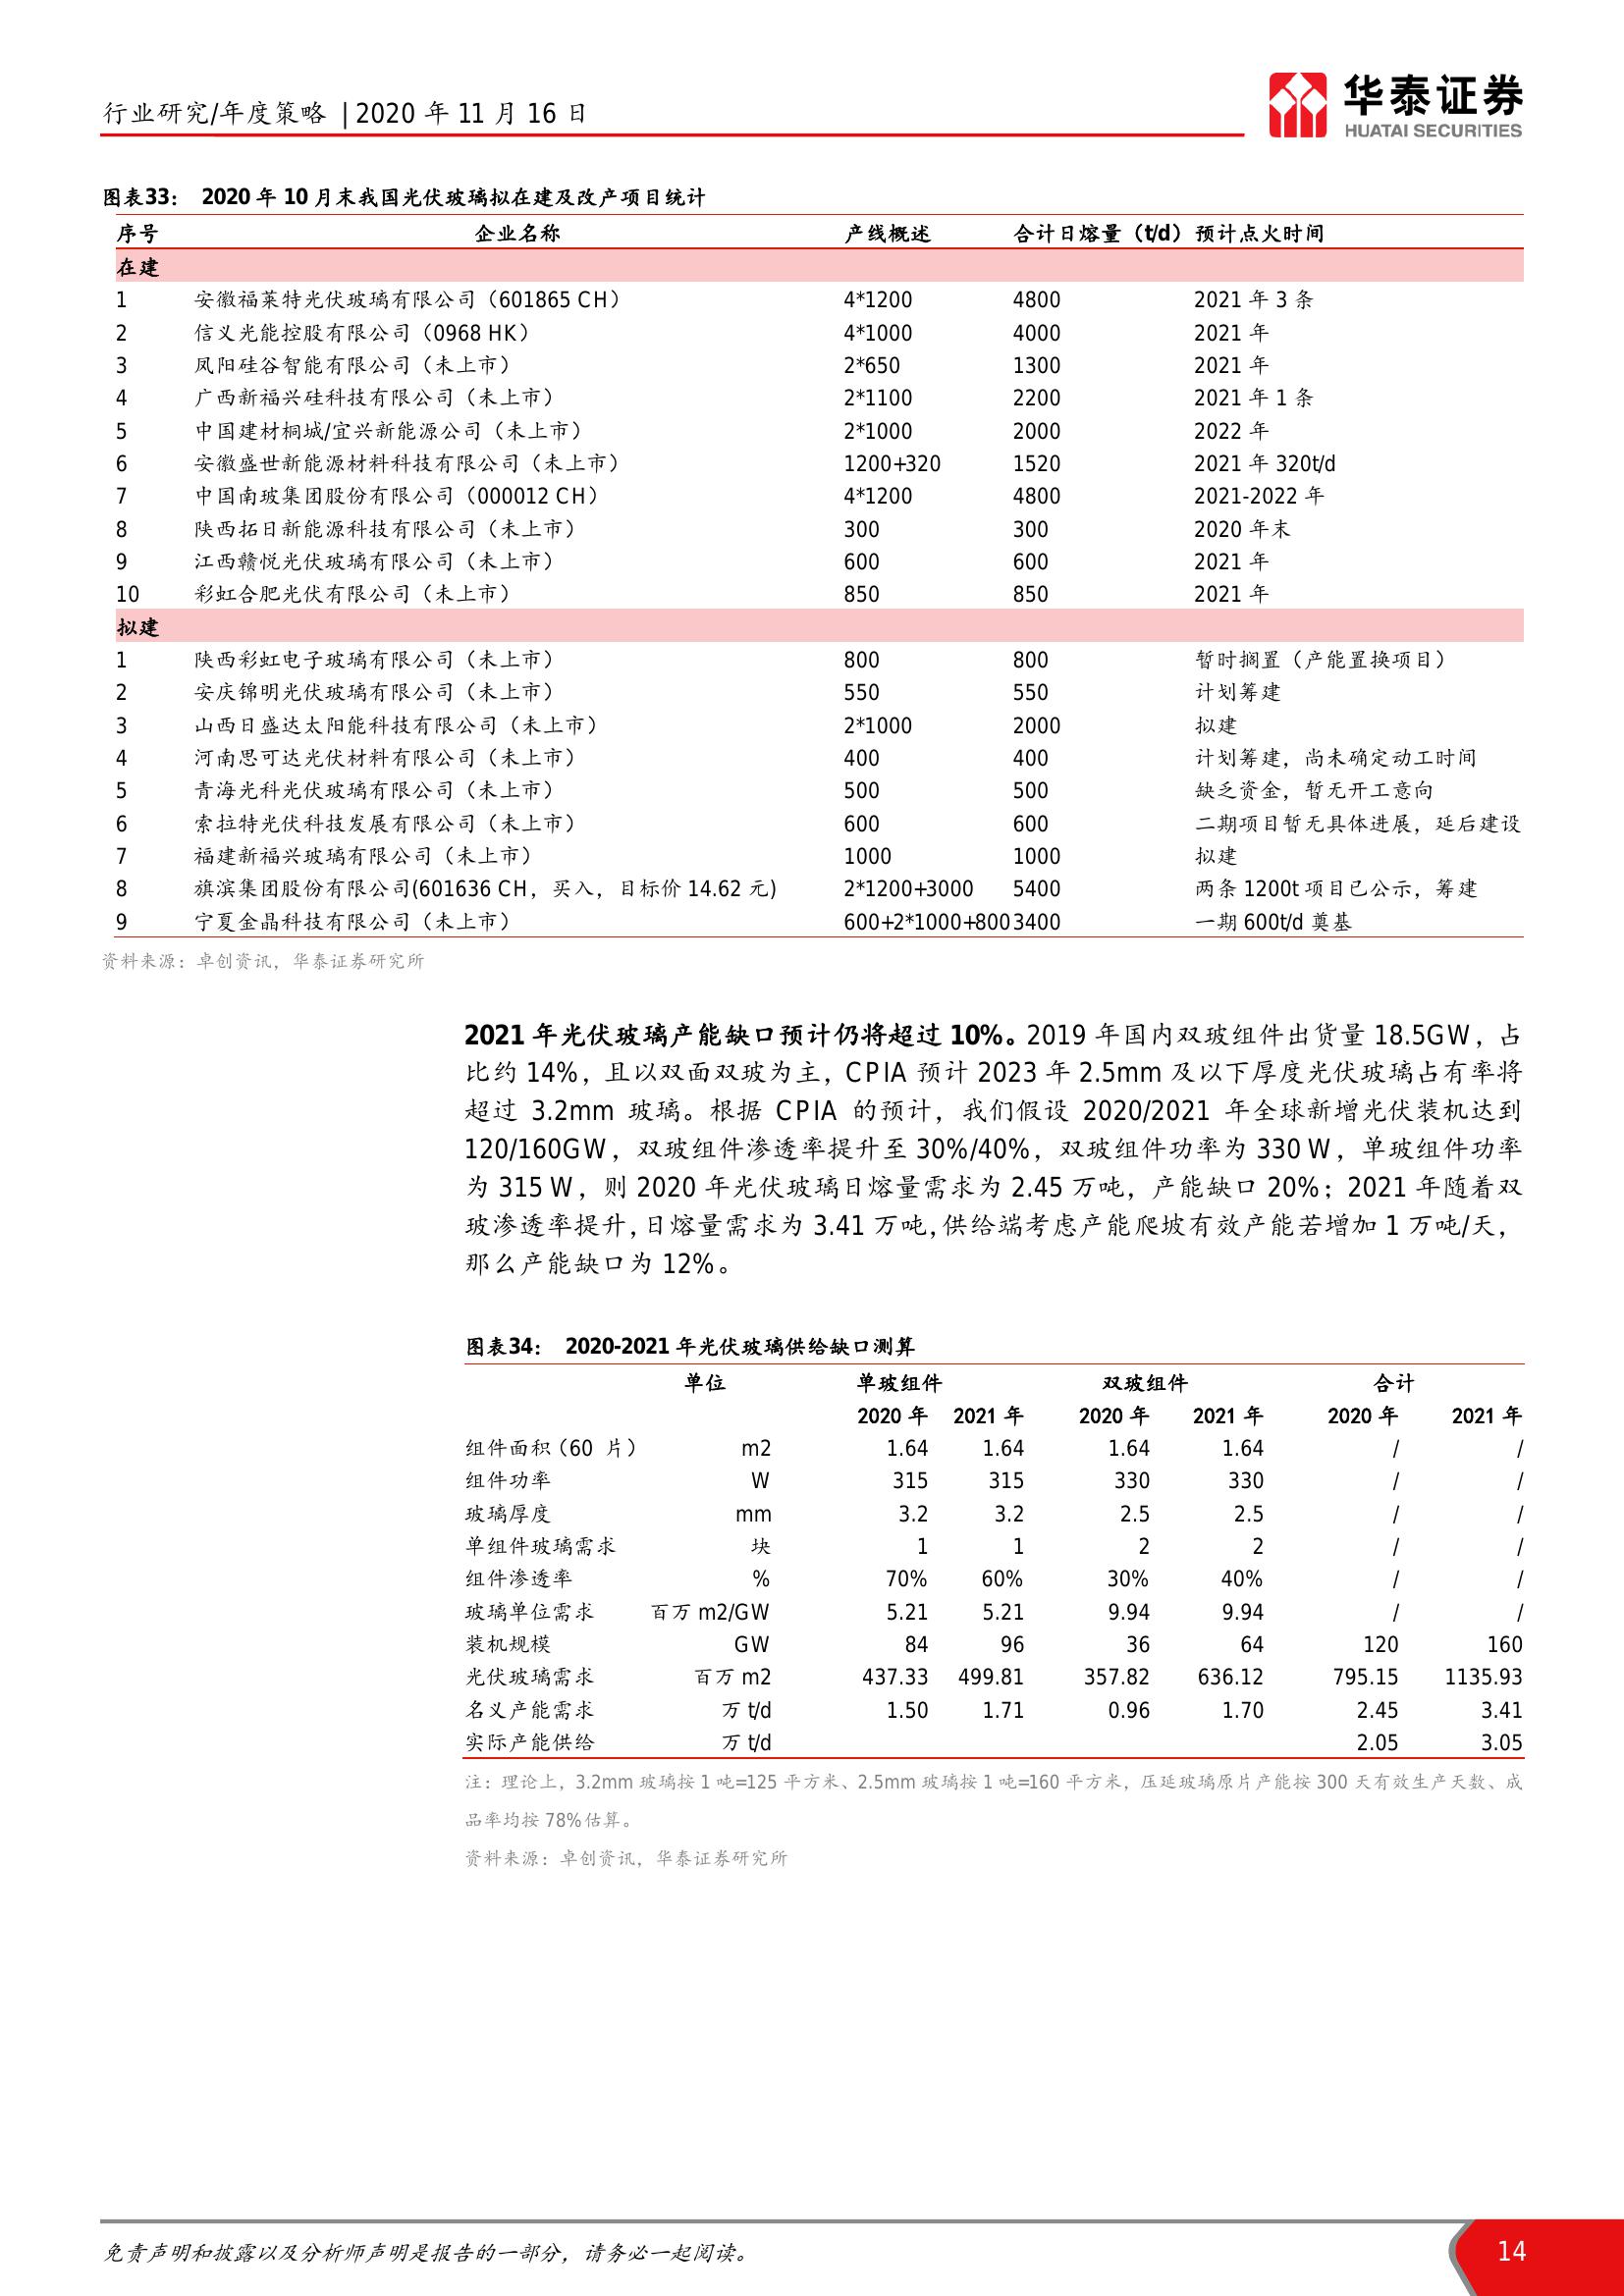 行业研究/年度策略 | 2020 年 11 月 16 日
华泰证券
HUATAI SECURITIES
图表33： 2020 年 10 月末我国光伏玻璃拟在建及改产项目统计
序号 企业名称 产线概述 合计日熔量（t/d） 预计点火时间
在建
1 安徽福莱特光伏玻璃有限公司（601865 CH） 4*1200 4800 2021 年 3 条
2 信义光能控股有限公司（0968 HK） 4*1000 4000 2021 年
3 凤阳硅谷智能有限公司（未上市） 2*650 1300 2021 年
4 广西新福兴硅科技有限公司（未上市） 2*1100 2200 2021 年 1 条
5 中国建材桐城/宜兴新能源公司（未上市） 2*1000 2000 2022 年
6 安徽盛世新能源材料科技有限公司（未上市） 1200+320 1520 2021 年 320t/d
7 中国南玻集团股份有限公司（000012 CH） 4*1200 4800 2021-2022 年
8 陕西拓日新能源科技有限公司（未上市） 300 300 2020 年末
9 江西赣悦光伏玻璃有限公司（未上市） 600 600 2021 年
10 彩虹合肥光伏有限公司（未上市） 850 850 2021 年
拟建
1 陕西彩虹电子玻璃有限公司（未上市） 800 800 暂时搁置（产能置换项目）
2 安庆锦明光伏玻璃有限公司（未上市） 550 550 计划筹建
3 山西日盛达太阳能科技有限公司（未上市） 2*1000 2000 拟建
4 河南思可达光伏材料有限公司（未上市） 400 400 计划筹建，尚未确定动工时间
5 青海光科光伏玻璃有限公司（未上市） 500 500 缺乏资金，暂无开工意向
6 索拉特光伏科技发展有限公司（未上市） 600 600 二期项目暂无具体进展，延后建设
7 福建新福兴玻璃有限公司（未上市） 1000 1000 拟建
8 旗滨集团股份有限公司(601636 CH，买入，目标价 14.62 元) 2*1200+3000 5400 两条 1200t 项目已公示，筹建
9 宁夏金晶科技有限公司（未上市） 600+2*1000+800 3400 一期 600t/d 奠基
资料来源：卓创资讯，华泰证券研究所
2021 年光伏玻璃产能缺口预计仍将超过 10%。2019 年国内双玻组件出货量 18.5GW，占
比约 14%，且以双面双玻为主，CPIA 预计 2023 年 2.5mm 及以下厚度光伏玻璃占有率将
超过 3.2mm 玻璃。根据 CPIA 的预计，我们假设 2020/2021 年全球新增光伏装机达到
120/160GW，双玻组件渗透率提升至 30%/40%，双玻组件功率为 330 W，单玻组件功率
为 315 W，则 2020 年光伏玻璃日熔量需求为 2.45 万吨，产能缺口 20%；2021 年随着双
玻渗透率提升，日熔量需求为 3.41 万吨，供给端考虑产能爬坡有效产能若增加 1 万吨/天，
那么产能缺口为 12%。
图表34： 2020-2021 年光伏玻璃供给缺口测算
单位 单玻组件 双玻组件 合计
2020 年 2021 年 2020 年 2021 年 2020 年 2021 年
组件面积（60 片） m2 1.64 1.64 1.64 1.64 / /
组件功率 W 315 315 330 330 / /
玻璃厚度 mm 3.2 3.2 2.5 2.5 / /
单组件玻璃需求 块 1 1 2 2 / /
组件渗透率 % 70% 60% 30% 40% / /
玻璃单位需求 百万 m2/GW 5.21 5.21 9.94 9.94 / /
装机规模 GW 84 96 36 64 120 160
光伏玻璃需求 百万 m2 437.33 499.81 357.82 636.12 795.15 1135.93
名义产能需求 万 t/d 1.50 1.71 0.96 1.70 2.45 3.41
实际产能供给 万 t/d 2.05 3.05
注：理论上，3.2mm 玻璃按 1 吨=125 平方米、2.5mm 玻璃按 1 吨=160 平方米，压延玻璃原片产能按 300 天有效生产天数、成
品率均按 78%估算。
资料来源：卓创资讯，华泰证券研究所
免责声明和披露以及分析师声明是报告的一部分，请务必一起阅读。 14